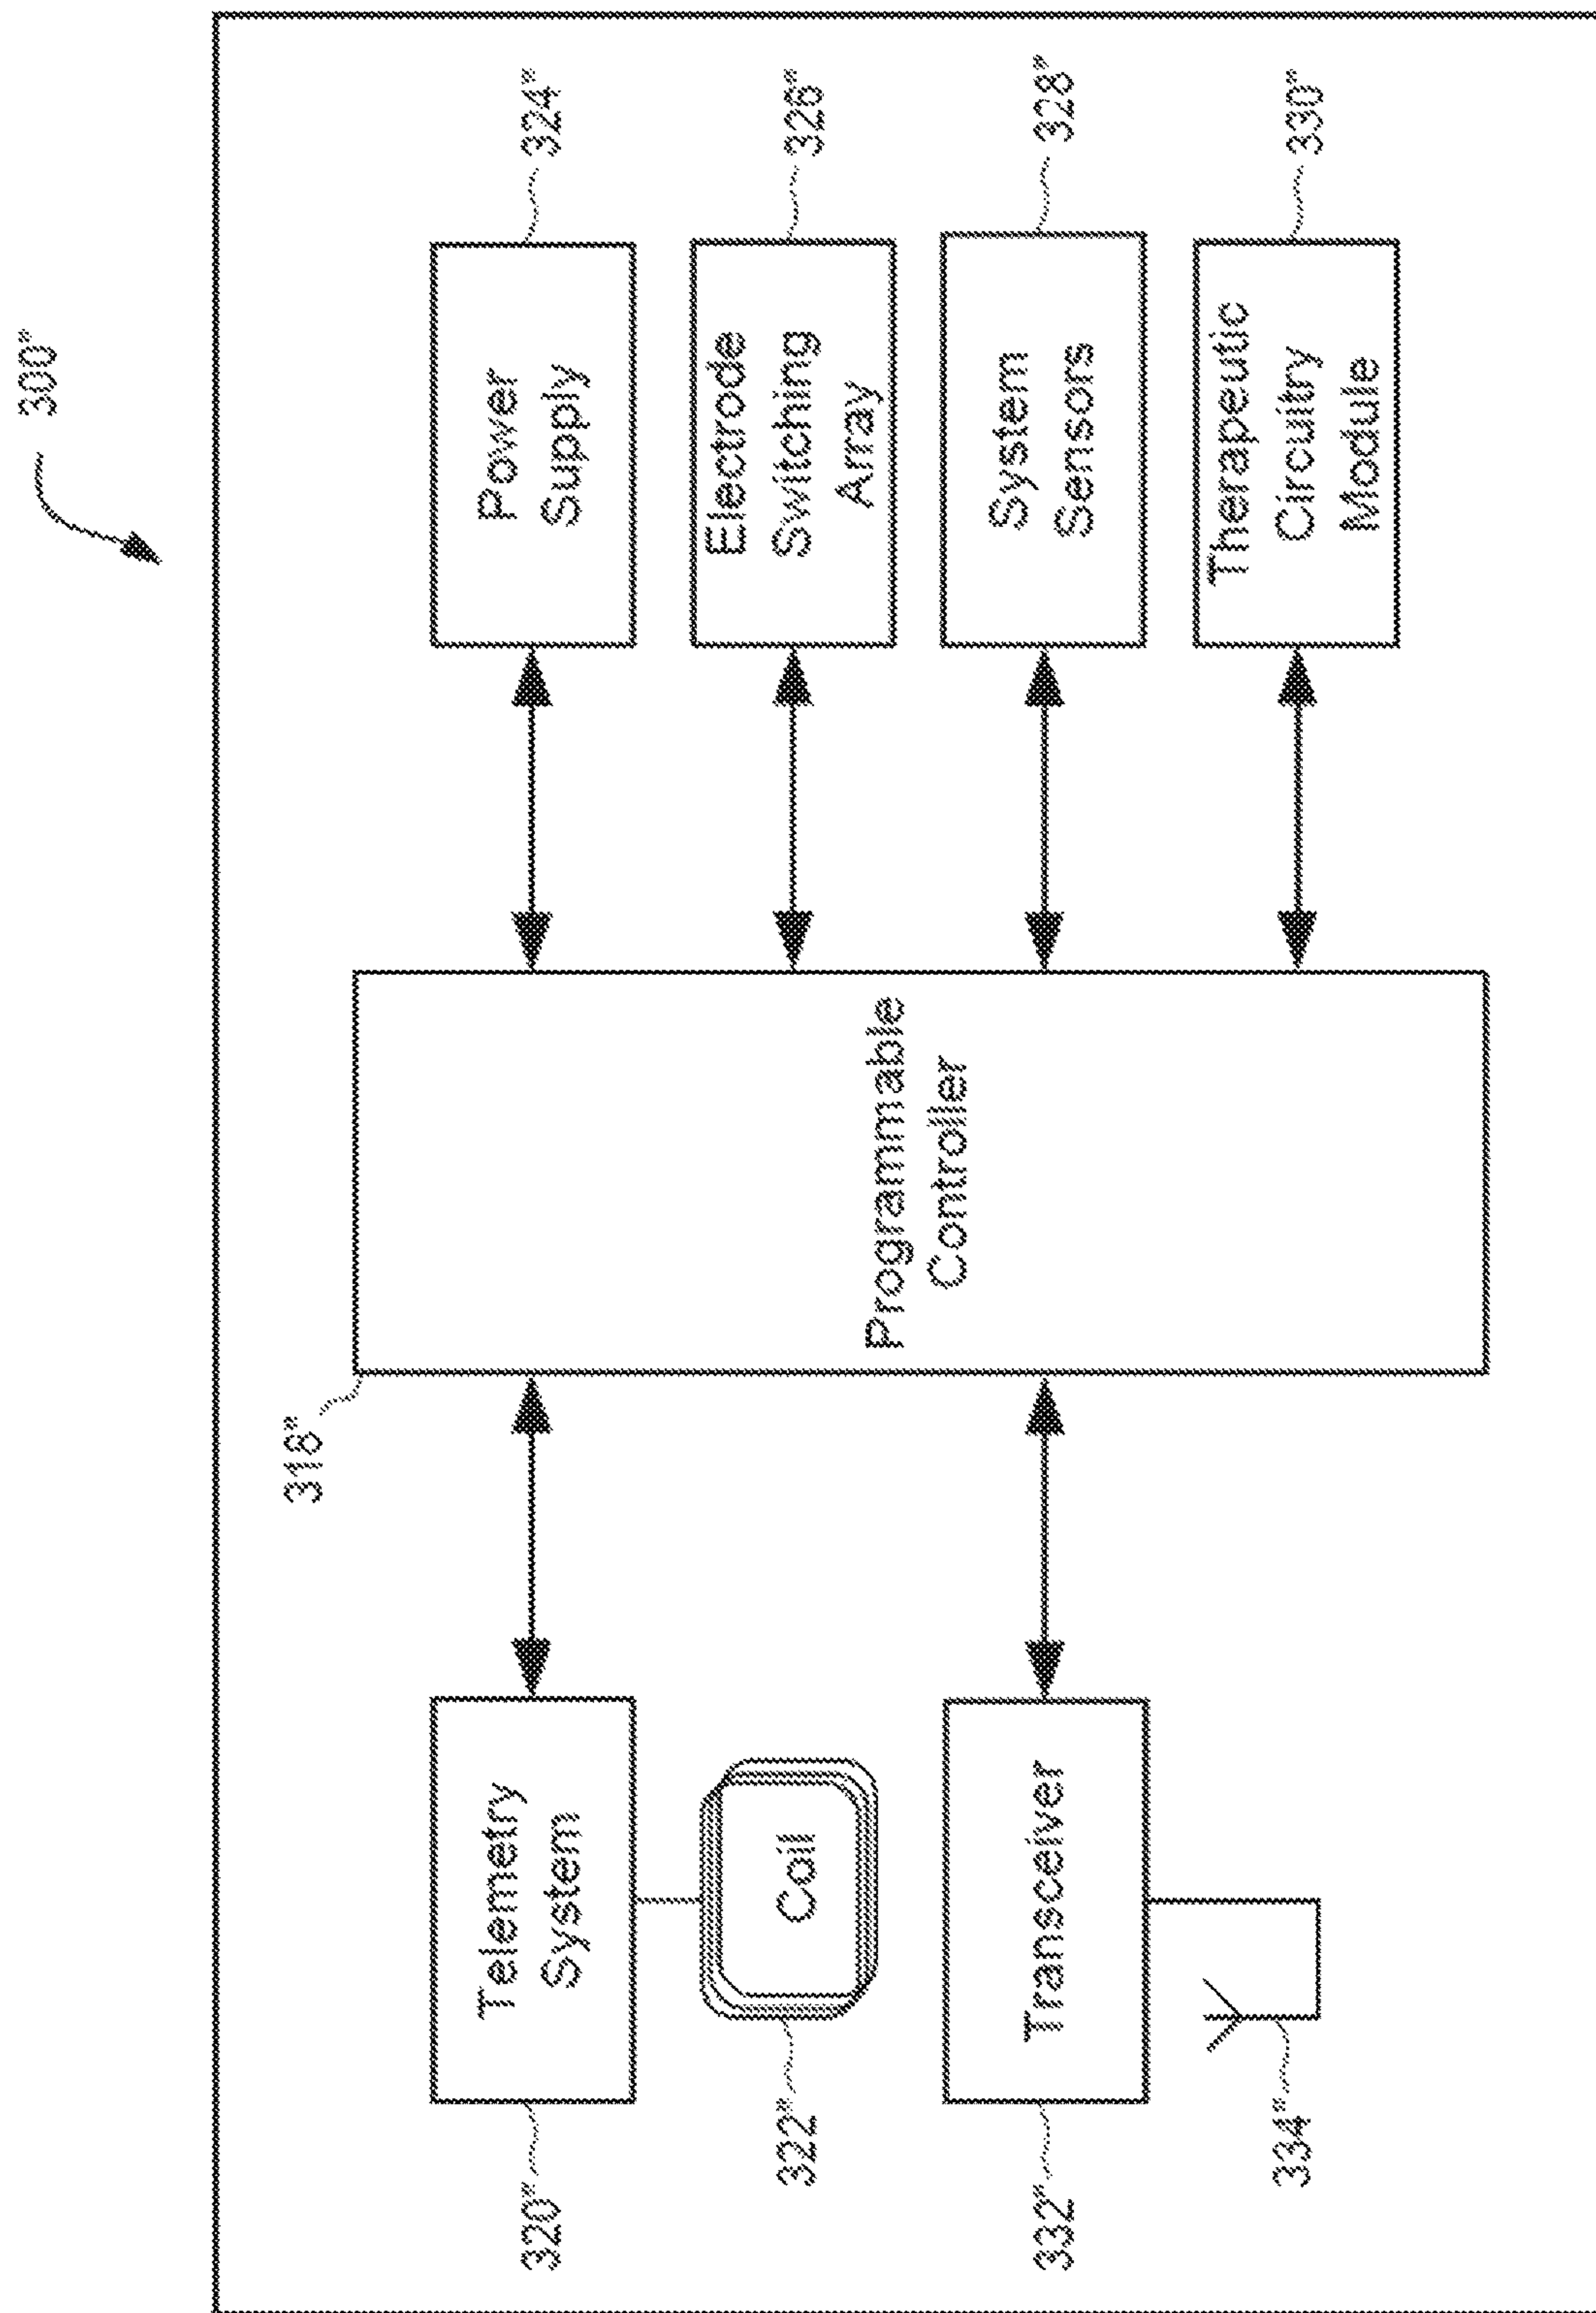 300"
318"
320"
Telemetry
System
322"
Coil
332"
Transceiver
334"
Programmable
Controller
324"
Power
Supply
326"
Electrode
Switching
Array
328"
System
Sensors
330"
Therapeutic
Circuitry
Module